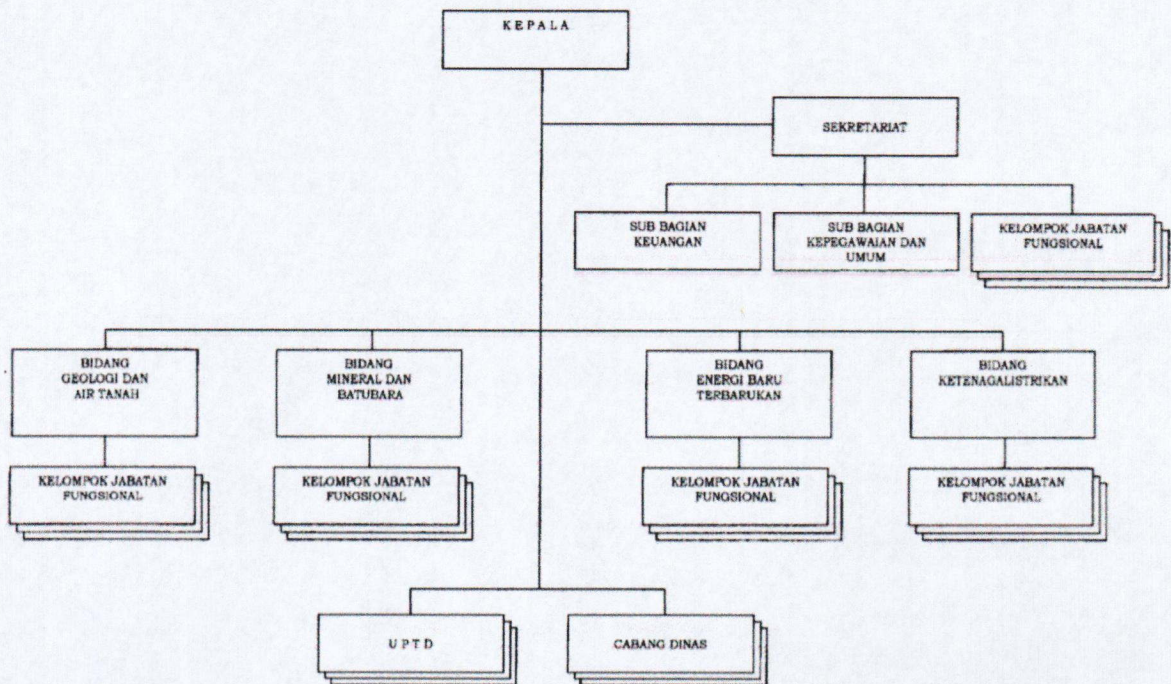 KEPALA
SEKRETARIAT
SUB BAGIAN
KEUANGAN
SUB BAGIAN
KEPEGAWAIAN DAN
UMUM
KELOMPOK JABATAN
FUNGSIONAL
BIDANG
GEOLOGI DAN
AIR TANAH
BIDANG
MINERAL DAN
BATUBARA
BIDANG
ENERGI BARU
TERBARUKAN
BIDANG
KETENAGALISTRIKAN
KELOMPOK JABATAN
FUNGSIONAL
KELOMPOK JABATAN
FUNGSIONAL
KELOMPOK JABATAN
FUNGSIONAL
KELOMPOK JABATAN
FUNGSIONAL
UPTD
CABANG DINAS